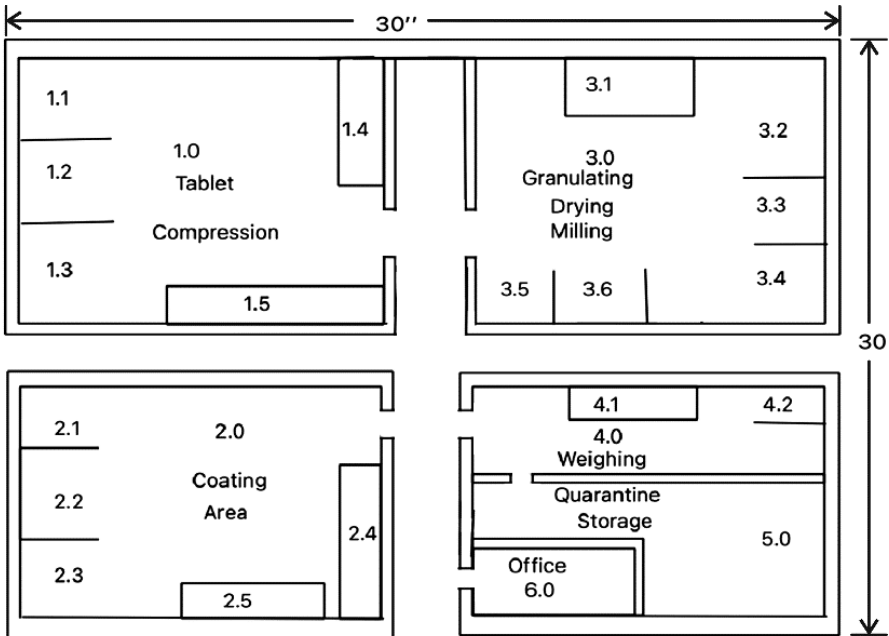 30''
1.1
1.2
1.3
1.0
Tablet
Compression
1.4
1.5
3.1
3.0
Granulating
Drying
Milling
3.2
3.3
3.4
3.5
3.6
30
2.1
2.2
2.3
2.0
Coating
Area
2.4
2.5
4.1
4.2
4.0
Weighing
Quarantine
Storage
5.0
Office
6.0